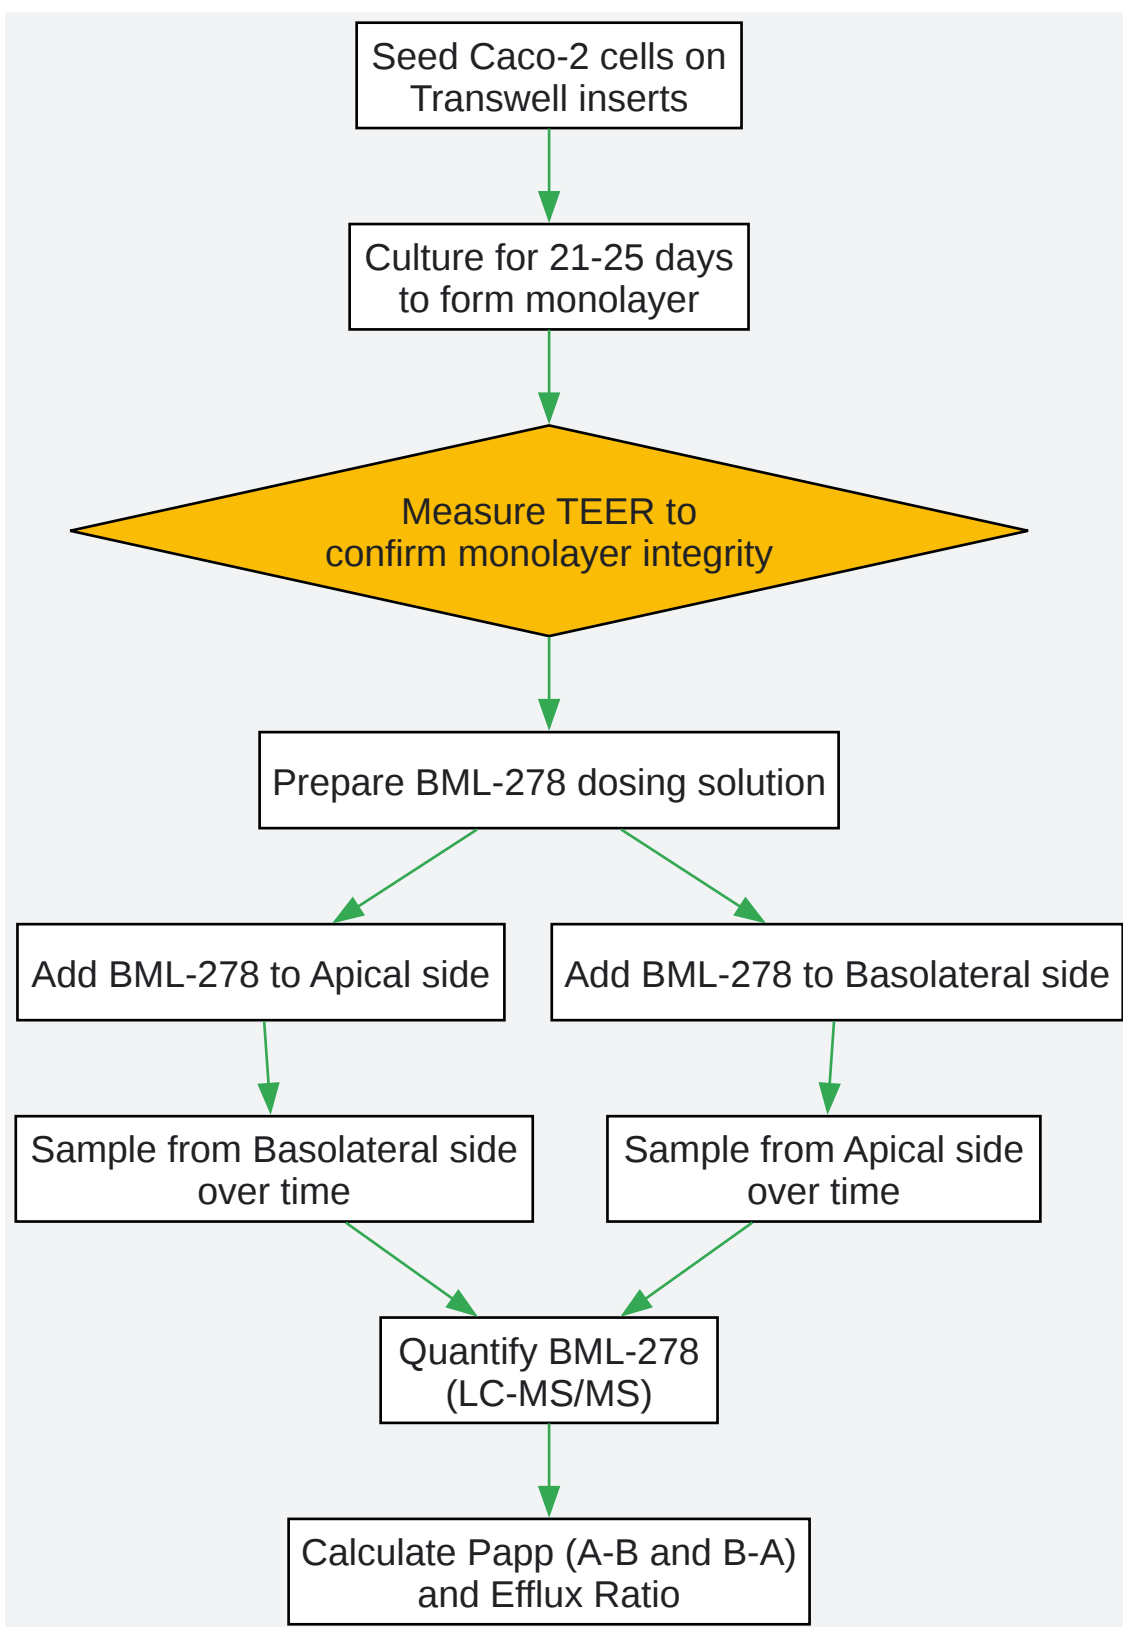 Seed Caco-2 cells on
Transwell inserts
Culture for 21-25 days
to form monolayer
Measure TEER to
confirm monolayer integrity
Prepare BML-278 dosing solution
Add BML-278 to Apical side
Add BML-278 to Basolateral side
Sample from Basolateral side
over time
Sample from Apical side
over time
Quantify BML-278
(LC-MS/MS)
Calculate Papp (A-B and B-A)
and Efflux Ratio